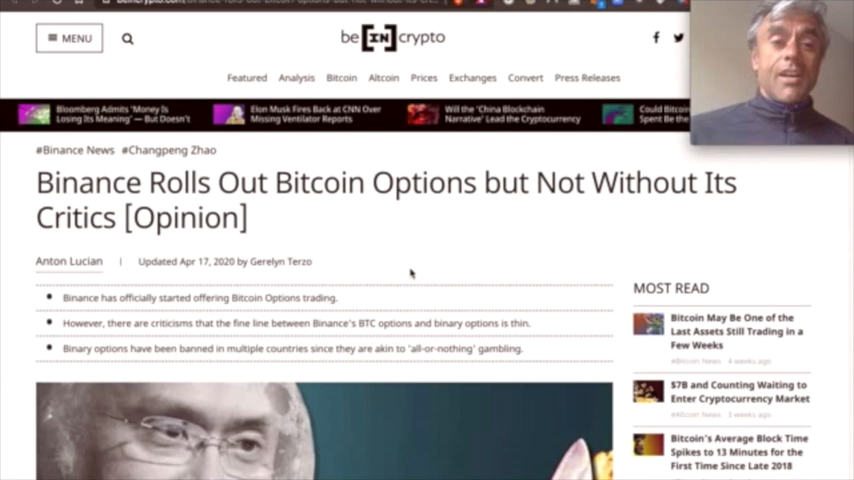 MENU
be[IN]crypto
Featured Analysis Bitcoin Altcoin Prices Exchanges Convert Press Releases
Bloomberg Admits 'Money Is
Losing Its Meaning' — But Doesn't
Elon Musk Fires Back at CNN Over
Missing Ventilator Reports
Will the 'China Blockchain
Narrative' Lead the Cryptocurrency
Could Bitcoin
Spent Be the
#Binance News #Changpeng Zhao
Binance Rolls Out Bitcoin Options but Not Without Its
Critics [Opinion]
Anton Lucian | Updated Apr 17, 2020 by Gerelyn Terzo
Binance has officially started offering Bitcoin Options trading.
However, there are criticisms that the fine line between Binance's BTC options and binary options is thin.
Binary options have been banned in multiple countries since they are akin to 'all-or-nothing' gambling.
MOST READ
Bitcoin May Be One of the
Last Assets Still Trading in a
Few Weeks
#Bitcoin News 4 weeks ago
$7B and Counting Waiting to
Enter Cryptocurrency Market
#Altcoin News 3 weeks ago
Bitcoin's Average Block Time
Spikes to 13 Minutes for the
First Time Since Late 2018